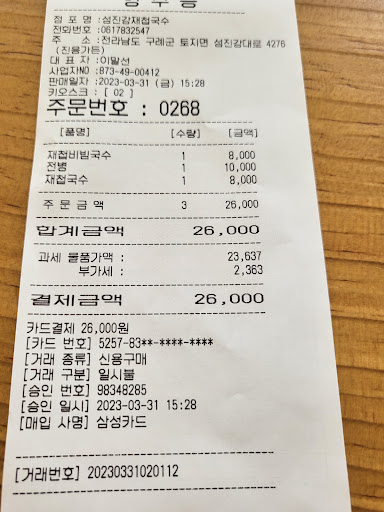 영수증
점 포 명:섬진강재첩국수
전화번호:0617832547
주 소:전라남도 구례군 토지면 섬진강대로 4276
(진용가든)
대 표 자:이말선
사업자NO:873-49-00412
판매일자:2023-03-31 (금) 15:28
키오스크:[ 02 ]
주문번호 : 0268
[품명] [수량] [금액]
재첩비빔국수 1 8,000
전병 1 10,000
재첩국수 1 8,000
주 문 금 액 3 26,000
합계금액 26,000
과세 물품가액 : 23,637
부가세 : 2,363
결제금액 26,000
카드결제 26,000원
[카드 번호] 5257-83**-****-****
[거래 종류] 신용구매
[거래 구분] 일시불
[승인 번호] 98348285
[승인 일시] 2023-03-31 15:28
[매입 사명] 삼성카드
[거래번호] 20230331020112